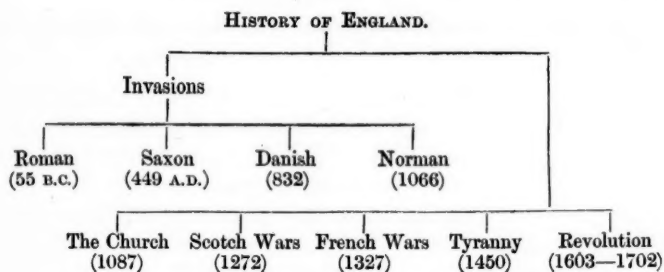 HISTORY OF ENGLAND.
Invasions
Roman Saxon Danish Norman
(55 B.C.) (449 A.D.) (832) (1066)
The Church Scotch Wars French Wars Tyranny Revolution
(1087) (1272) (1327) (1450) (1603—1702)